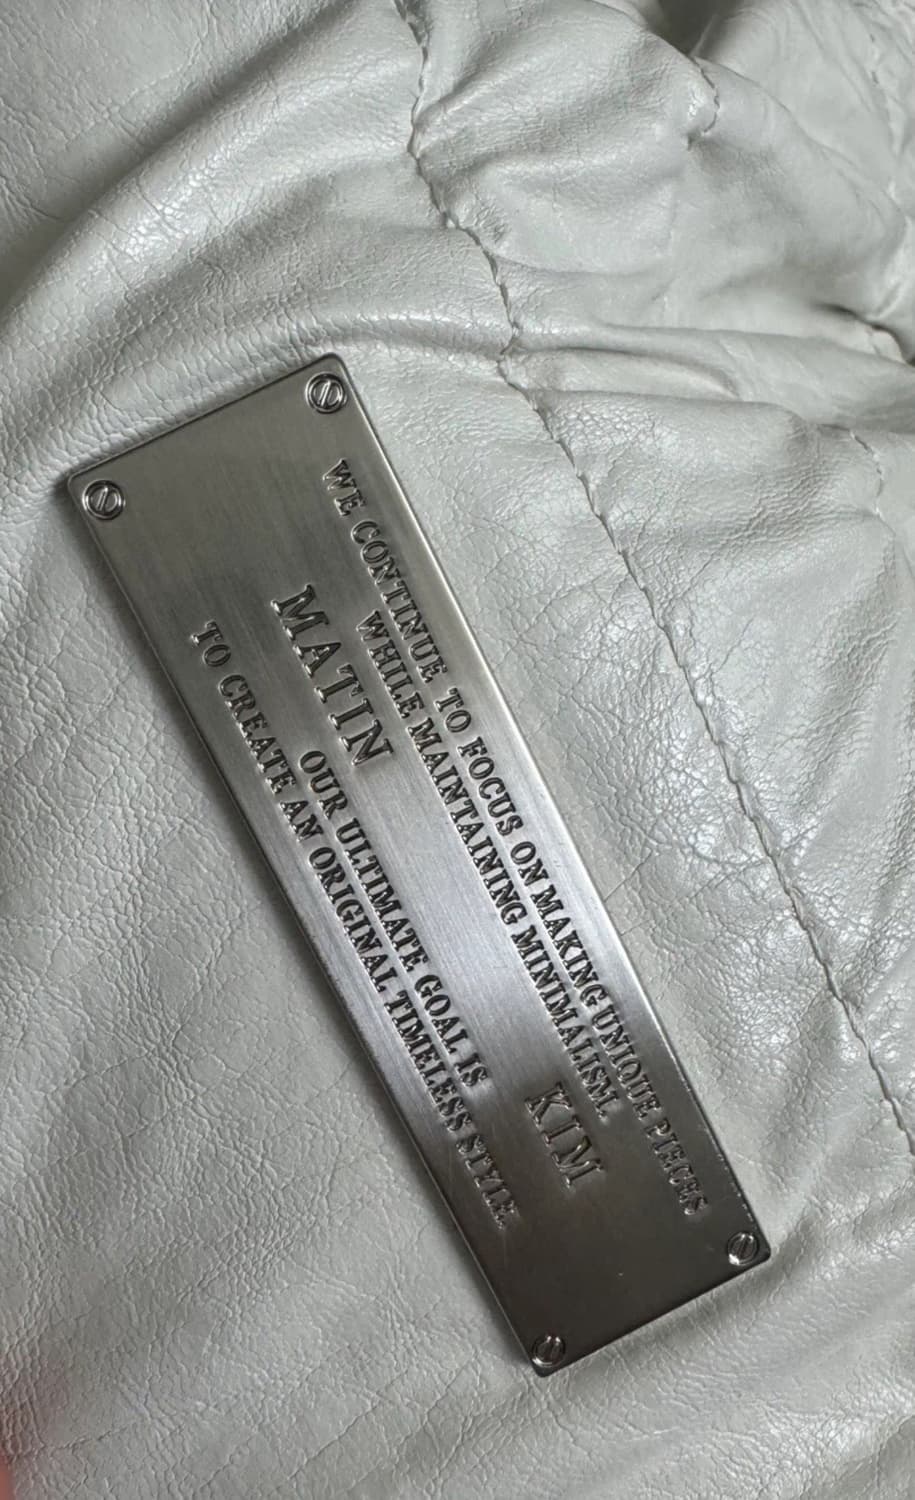 WE CONTINUE TO FOCUS ON MAKING UNIQUE PIECES
WHILE MAINTAINING MINIMALISM.
MATIN KIM
OUR ULTIMATE GOAL IS
TO CREATE AN ORIGINAL TIMELESS STYLE.